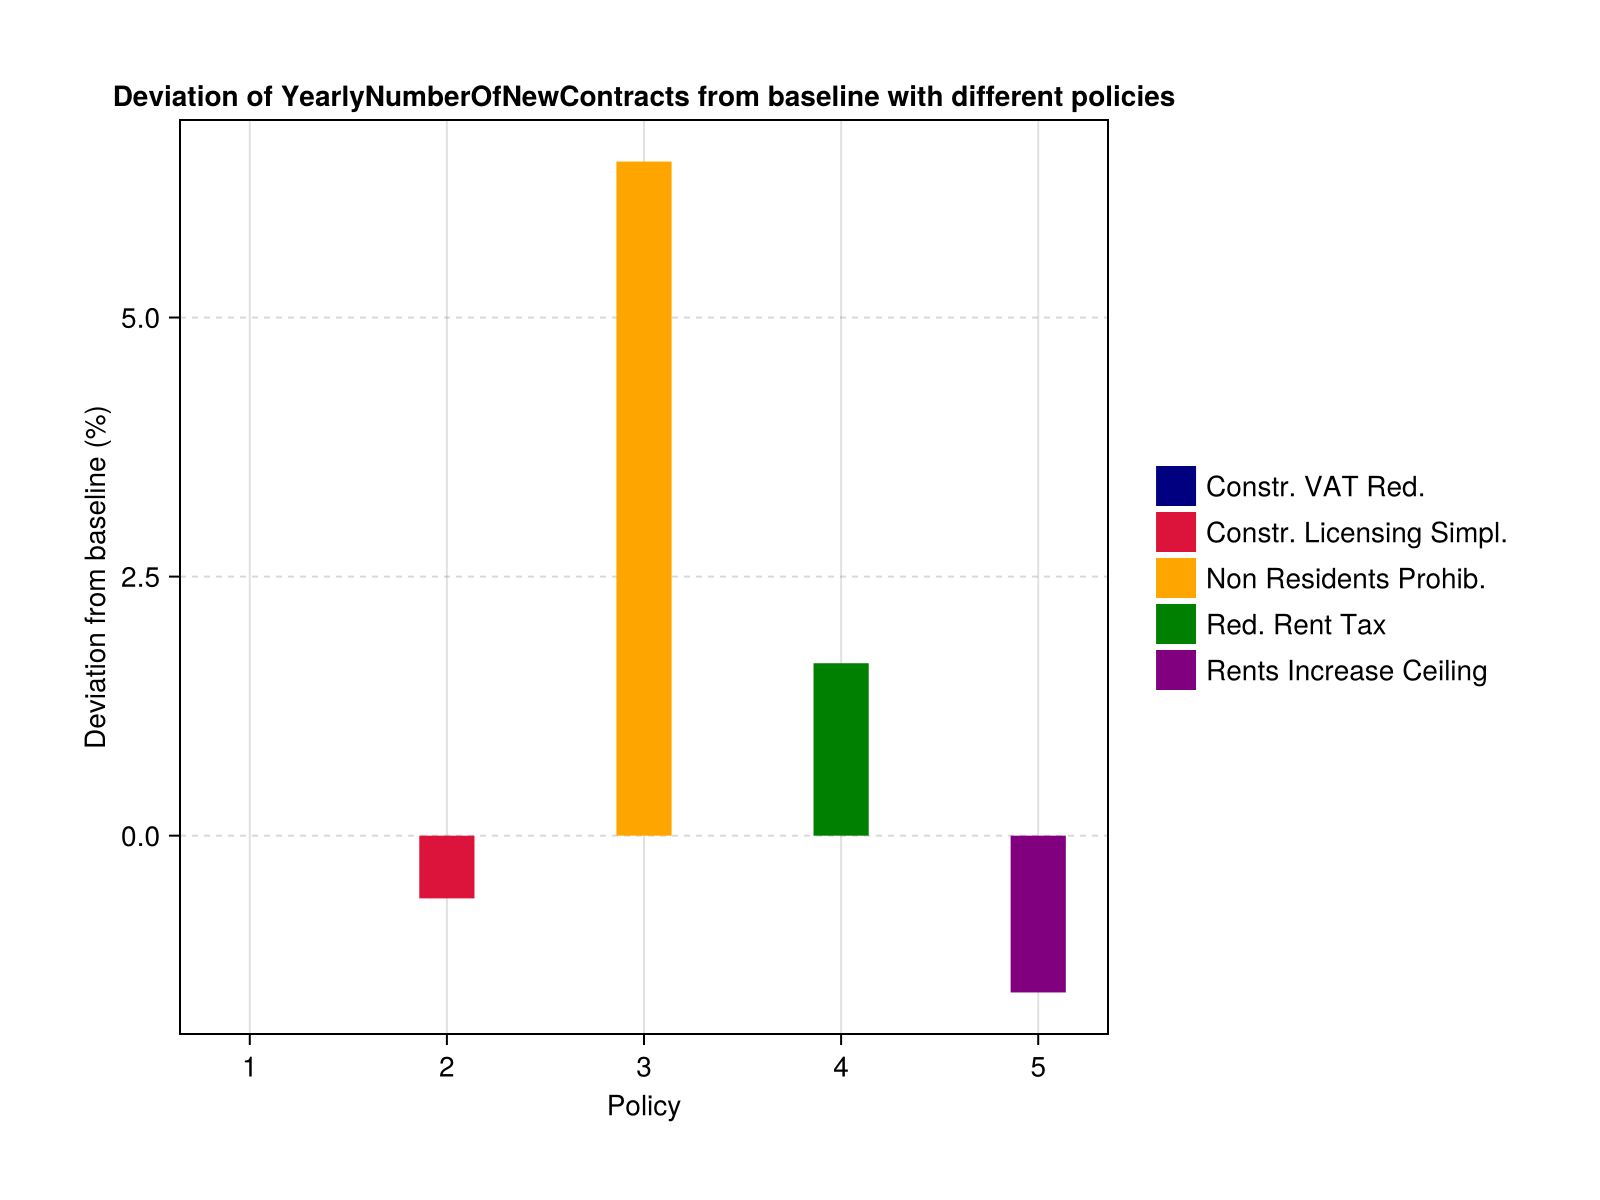 Deviation of YearlyNumberOfNewContracts from baseline with different policies
Deviation from baseline (%)
5.0
2.5
0.0
1 2 3 4 5
Policy
Constr. VAT Red.
Constr. Licensing Simpl.
Non Residents Prohib.
Red. Rent Tax
Rents Increase Ceiling